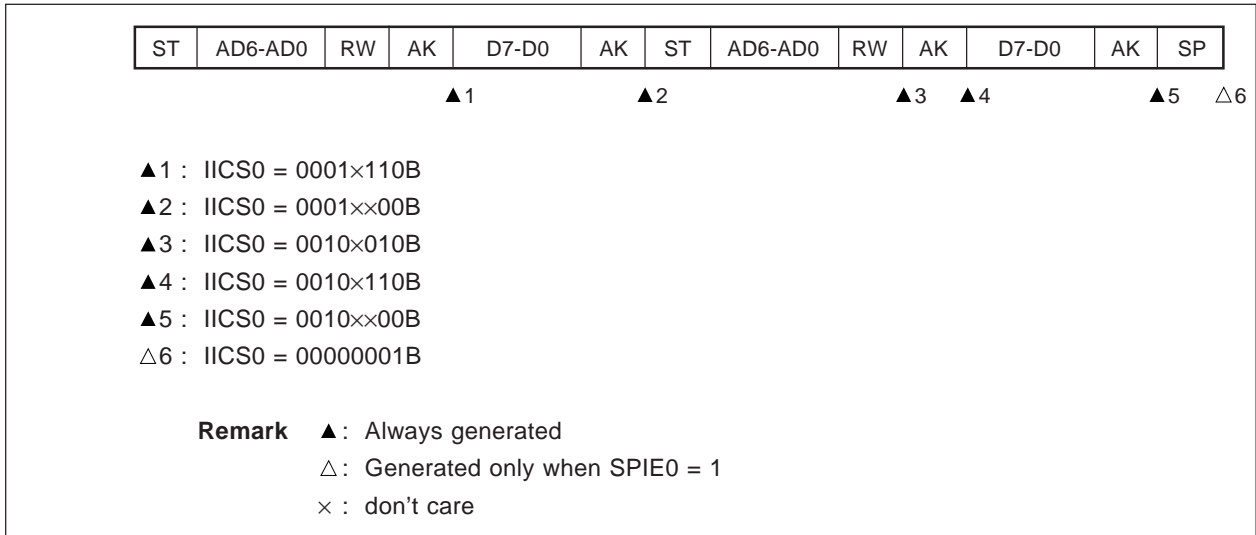 ST AD6-AD0 RW AK D7-D0 AK ST AD6-AD0 RW AK D7-D0 AK SP
▲1 ▲2 ▲3 ▲4 ▲5 △6
▲1 : IICS0 = 0001×110B
▲2 : IICS0 = 0001××00B
▲3 : IICS0 = 0010×010B
▲4 : IICS0 = 0010×110B
▲5 : IICS0 = 0010××00B
△6 : IICS0 = 00000001B
Remark ▲: Always generated
△: Generated only when SPIE0 = 1
× : don't care